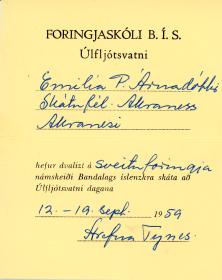 FORINGJASKÓLI B. Í. S.
Úlfljótsvatni
Emilía P. Árnadóttir
Skátafél. Akraness
Akranesi
hefur dvalizt á sveitaforingja
námskeiði Bandalags íslenzkra skáta að
Úlfljótsvatni dagana
12. - 19. sept. 1959
Hrefna Tynes.